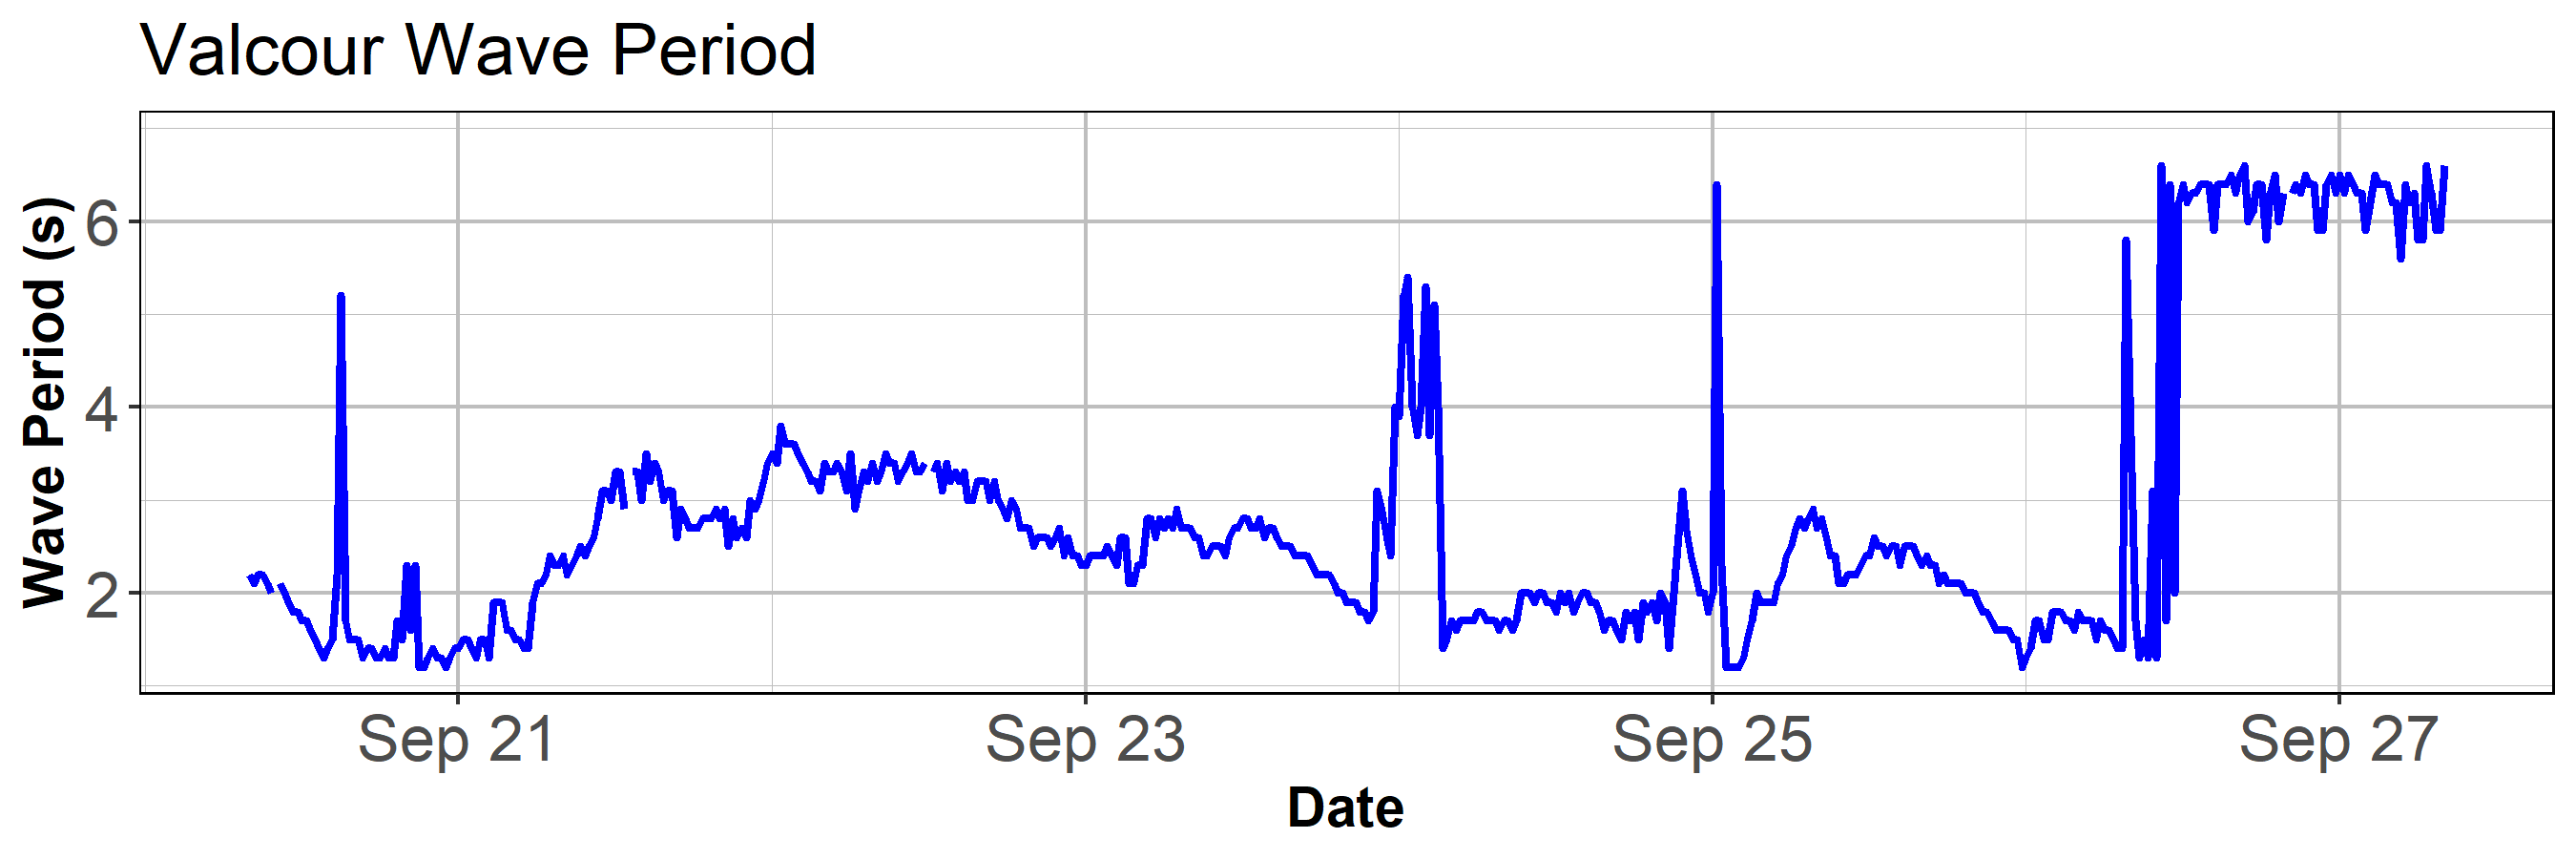 Valcour Wave Period
Wave Period (s)
6
4
2
Sep 21 Sep 23 Sep 25 Sep 27
Date